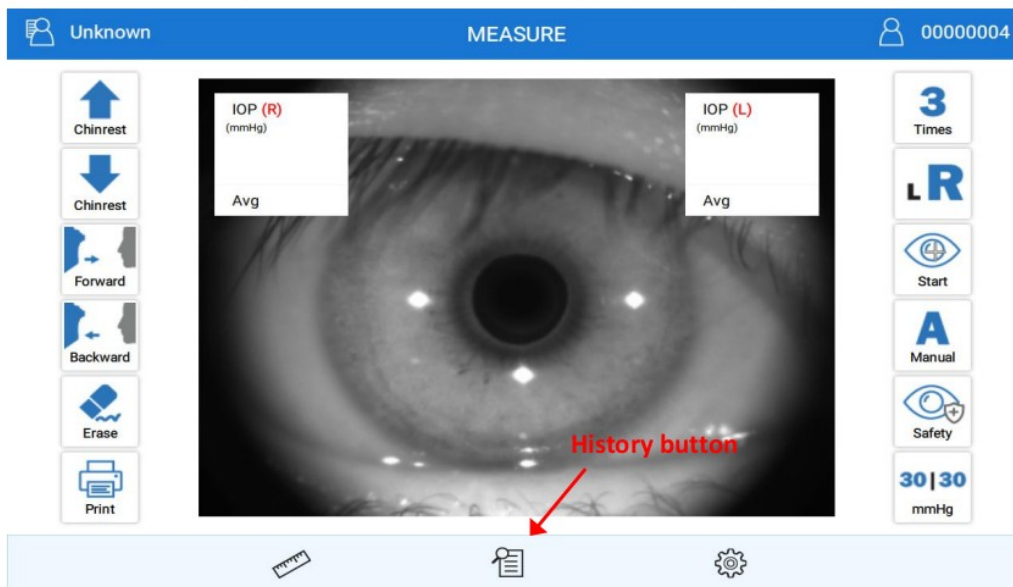 Unknown
MEASURE
00000004
Chinrest
Chinrest
Forward
Backward
Erase
Print
IOP (R)
(mmHg)
Avg
IOP (L)
(mmHg)
Avg
History button
3
Times
L R
Start
A
Manual
Safety
30|30
mmHg